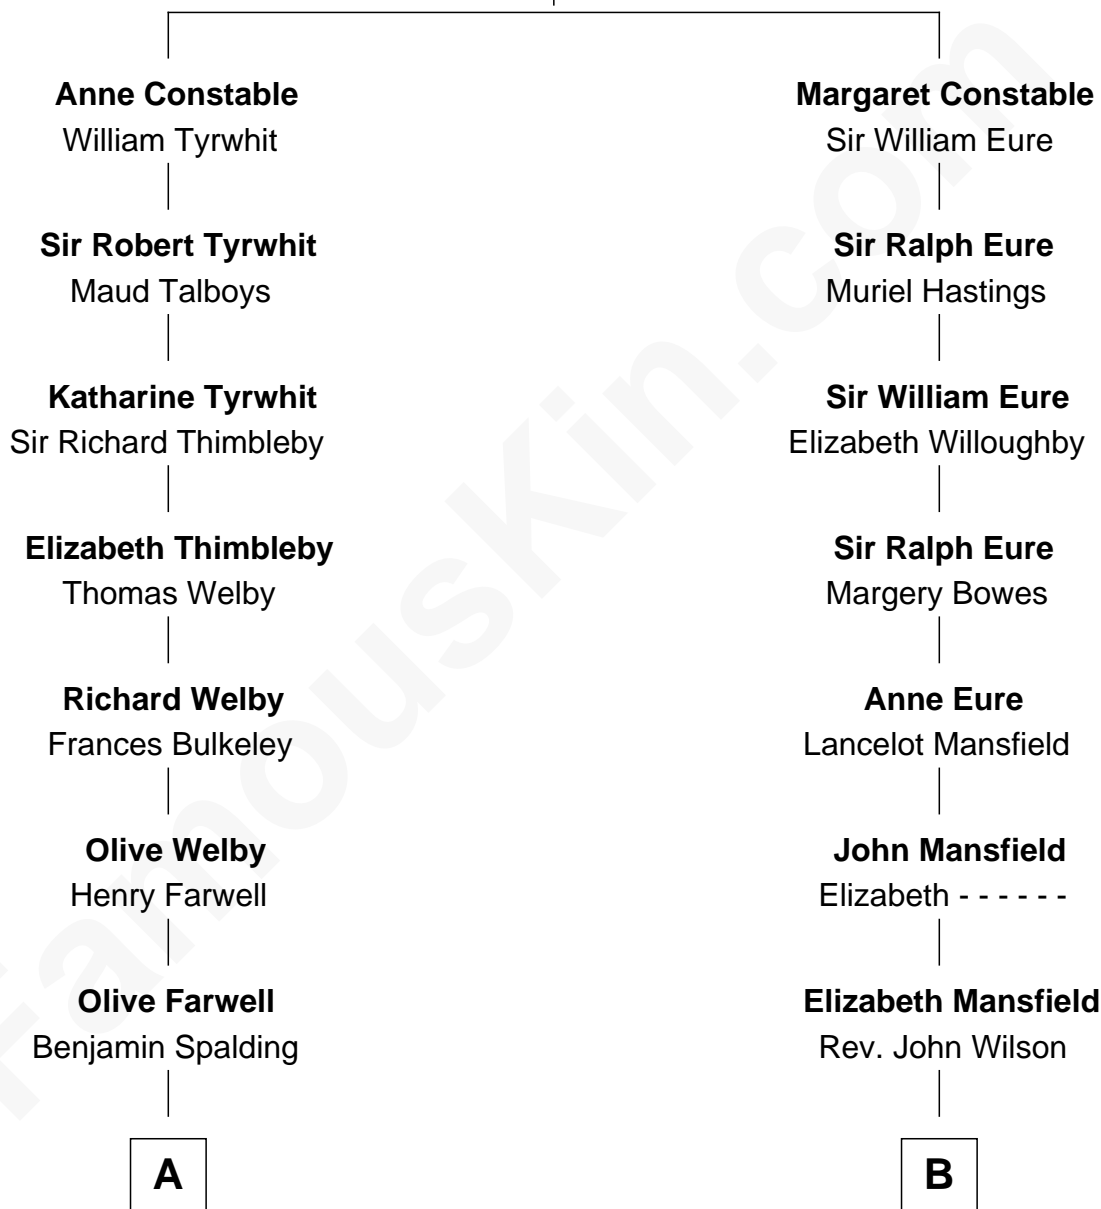 Anne Constable
William Tyrwhit
Sir Robert Tyrwhit
Maud Talboys
Katharine Tyrwhit
Sir Richard Thimbleby
Elizabeth Thimbleby
Thomas Welby
Richard Welby
Frances Bulkeley
Olive Welby
Henry Farwell
Olive Farwell
Benjamin Spalding
A
Margaret Constable
Sir William Eure
Sir Ralph Eure
Muriel Hastings
Sir William Eure
Elizabeth Willoughby
Sir Ralph Eure
Margery Bowes
Anne Eure
Lancelot Mansfield
John Mansfield
Elizabeth - - - - - -
Elizabeth Mansfield
Rev. John Wilson
B
FamousKin.com